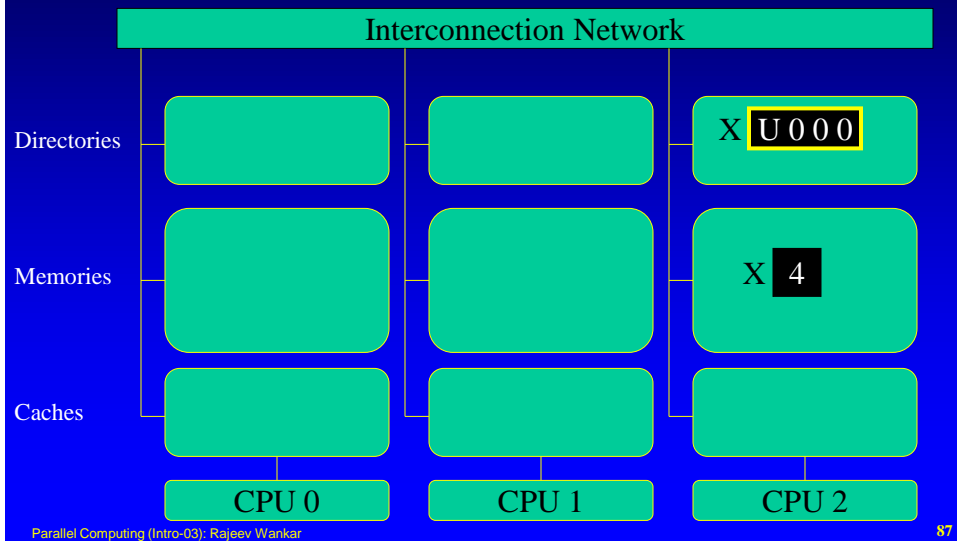 Interconnection Network
Directories
X U 0 0 0
Memories
X 4
Caches
CPU 0 CPU 1 CPU 2
Parallel Computing (Intro-03): Rajeev Wankar 87